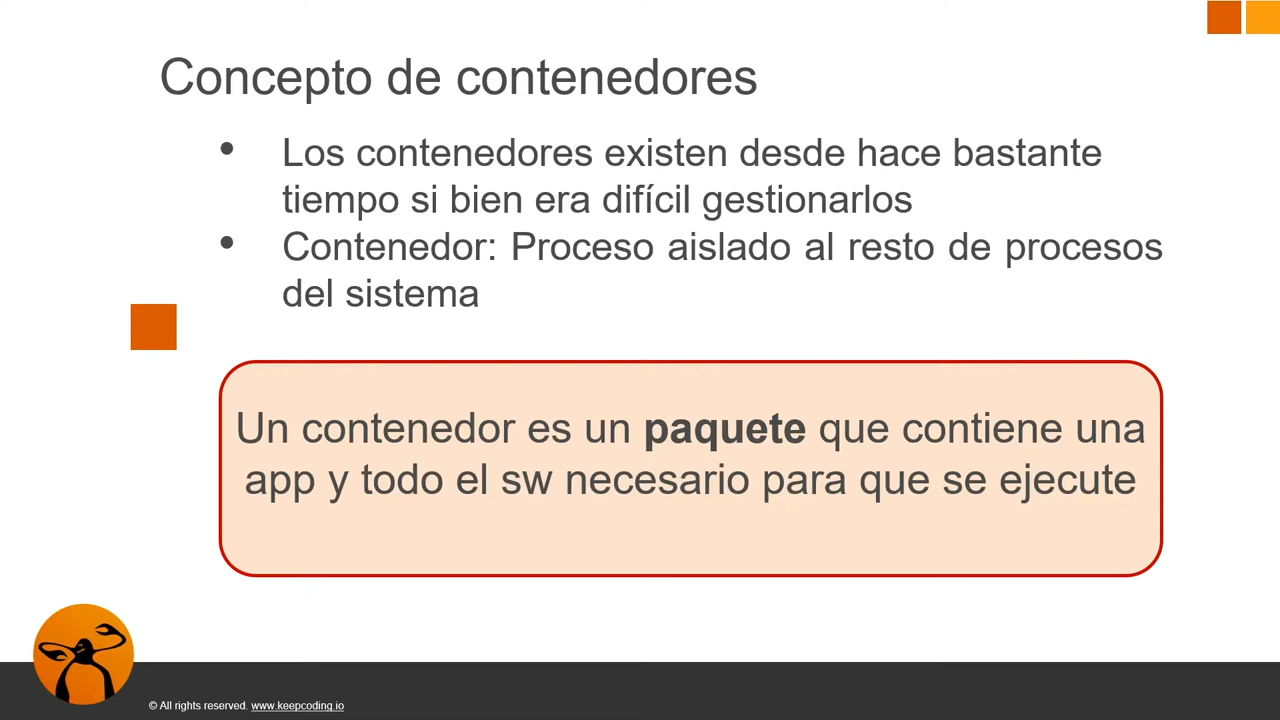 Concepto de contenedores
• Los contenedores existen desde hace bastante
tiempo si bien era difícil gestionarlos
• Contenedor: Proceso aislado al resto de procesos
del sistema
Un contenedor es un paquete que contiene una
app y todo el sw necesario para que se ejecute
© All rights reserved. www.keepcoding.io